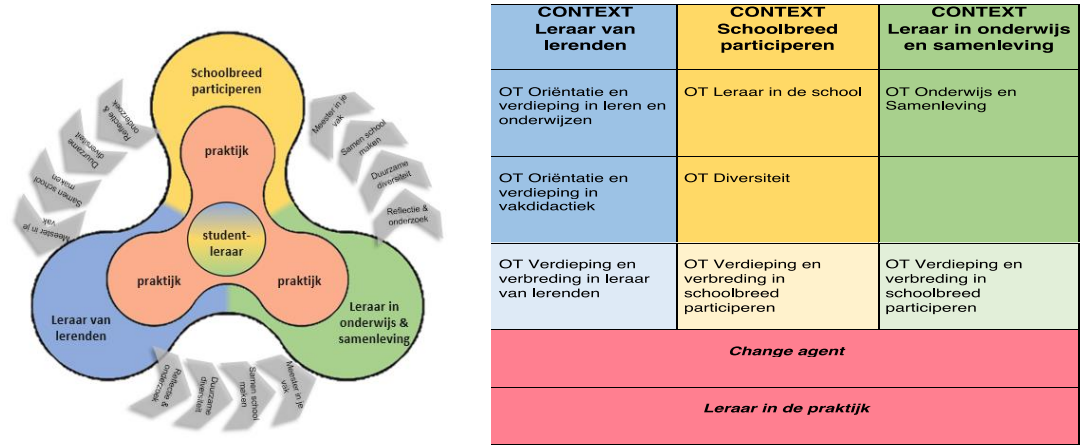 Schoolbreed
participeren
praktijk
student-
leraar
praktijk
praktijk
Leraar van
lerenden
Leraar in
onderwijs &
samenleving
Reflectie &
onderzoek
Duurzame
diversiteit
Samen school
maken
Meester in je
vak
Meester in je
vak
Samen school
maken
Duurzame
diversiteit
Reflectie &
onderzoek
Reflectie &
onderzoek
Duurzame
diversiteit
Samen school
maken
Meester in je
vak
CONTEXT
Leraar van
lerenden
CONTEXT
Schoolbreed
participeren
CONTEXT
Leraar in onderwijs
en samenleving
OT Oriëntatie en
verdieping in leren en
onderwijzen
OT Leraar in de school
OT Onderwijs en
Samenleving
OT Oriëntatie en
verdieping in
vakdidactiek
OT Diversiteit
OT Verdieping en
verbreding in leraar
van lerenden
OT Verdieping en
verbreding in
schoolbreed
participeren
OT Verdieping en
verbreding in
schoolbreed
participeren
Change agent
Leraar in de praktijk